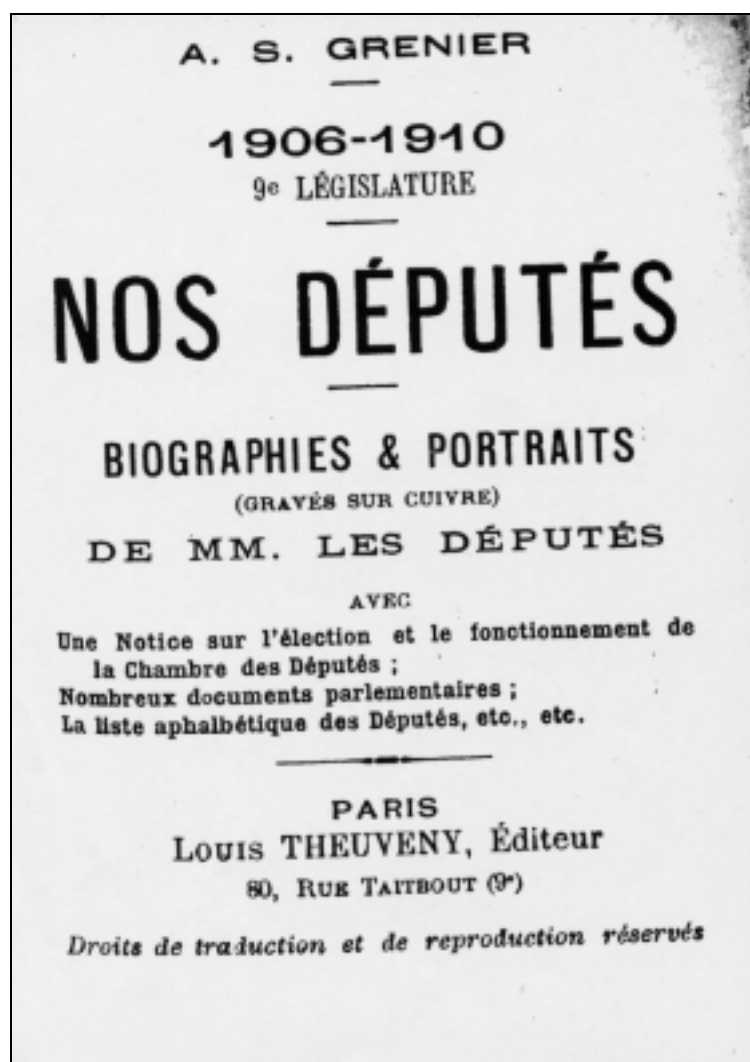 A. S. GRENIER
1906-1910
9e LÉGISLATURE
NOS DÉPUTÉS
BIOGRAPHIES & PORTRAITS
(GRAVÉS SUR CUIVRE)
DE MM. LES DÉPUTÉS
AVEC
Une Notice sur l'élection et le fonctionnement de
la Chambre des Députés ;
Nombreux documents parlementaires ;
La liste aphalbétique des Députés, etc., etc.
PARIS
Louis THEUVENY, Éditeur
80, RUE TAITBOUT (9e)
Droits de traduction et de reproduction réservés